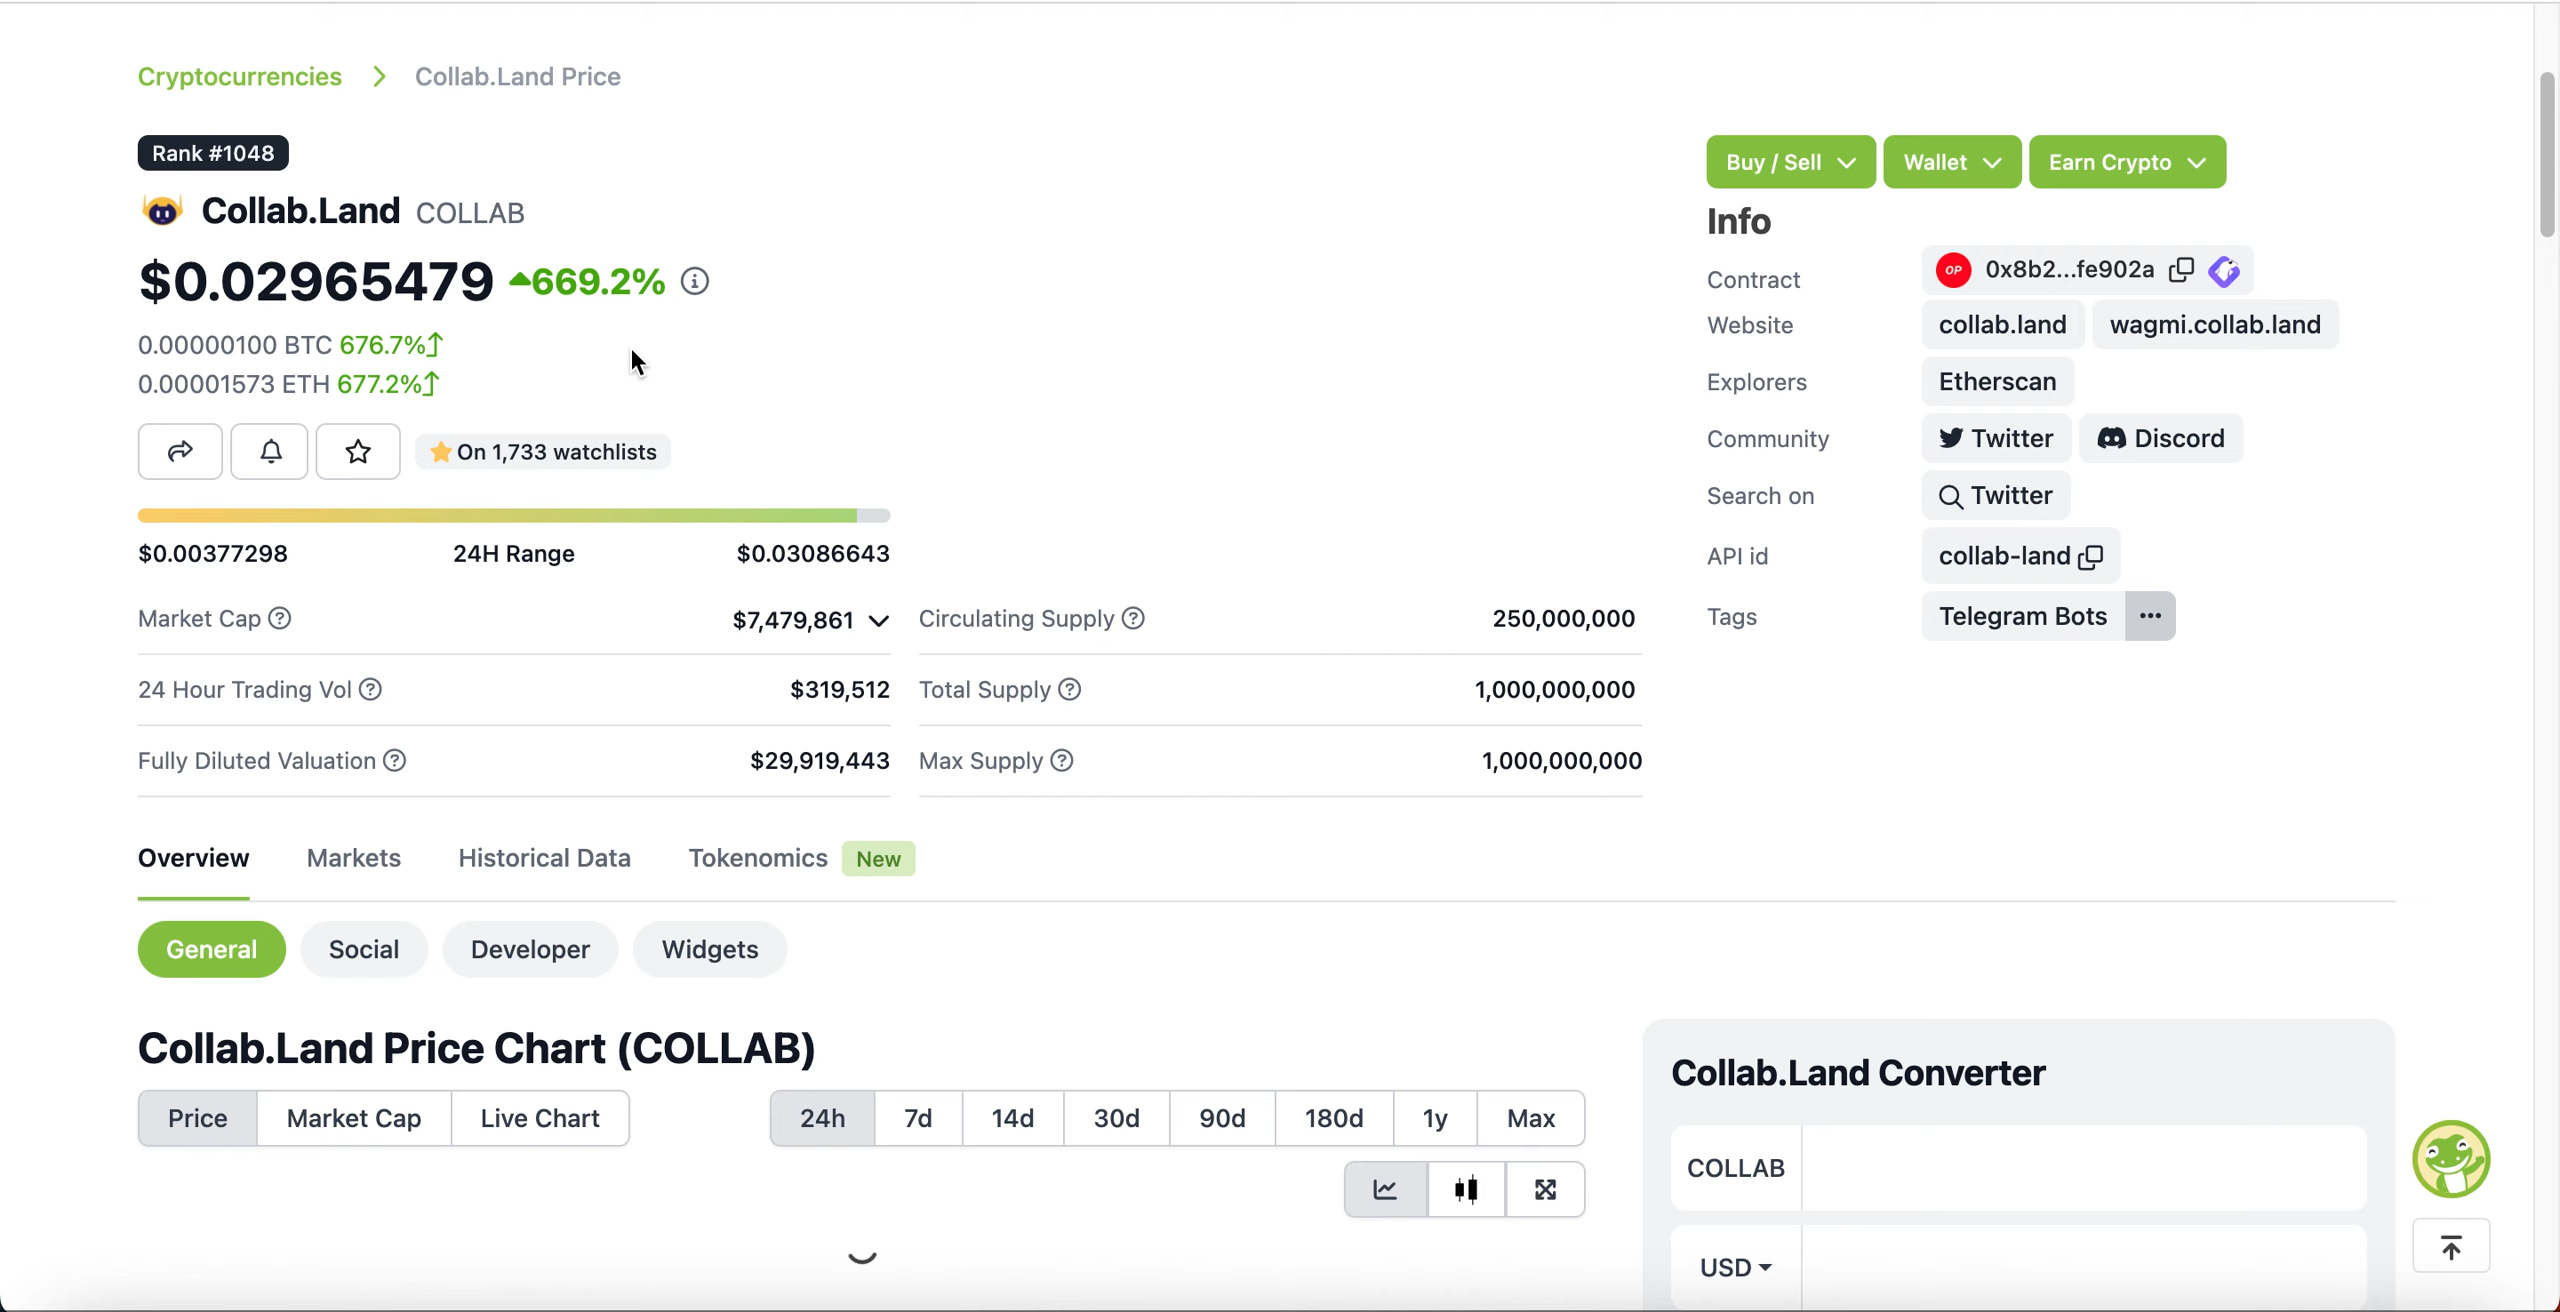 Cryptocurrencies > Collab.Land Price
Rank #1048
Collab.Land COLLAB
$0.02965479 669.2%
0.00000100 BTC 676.7%
0.00001573 ETH 677.2%
On 1,733 watchlists
$0.00377298 24H Range $0.03086643
Market Cap $7,479,861
24 Hour Trading Vol $319,512
Fully Diluted Valuation $29,919,443
Circulating Supply 250,000,000
Total Supply 1,000,000,000
Max Supply 1,000,000,000
Buy / Sell Wallet Earn Crypto
Info
Contract OP 0x8b2...fe902a
Website collab.land wagmi.collab.land
Explorers Etherscan
Community Twitter Discord
Search on Twitter
API id collab-land
Tags Telegram Bots ...
Overview Markets Historical Data Tokenomics New
General Social Developer Widgets
Collab.Land Price Chart (COLLAB)
Price Market Cap Live Chart
24h 7d 14d 30d 90d 180d 1y Max
Collab.Land Converter
COLLAB
USD